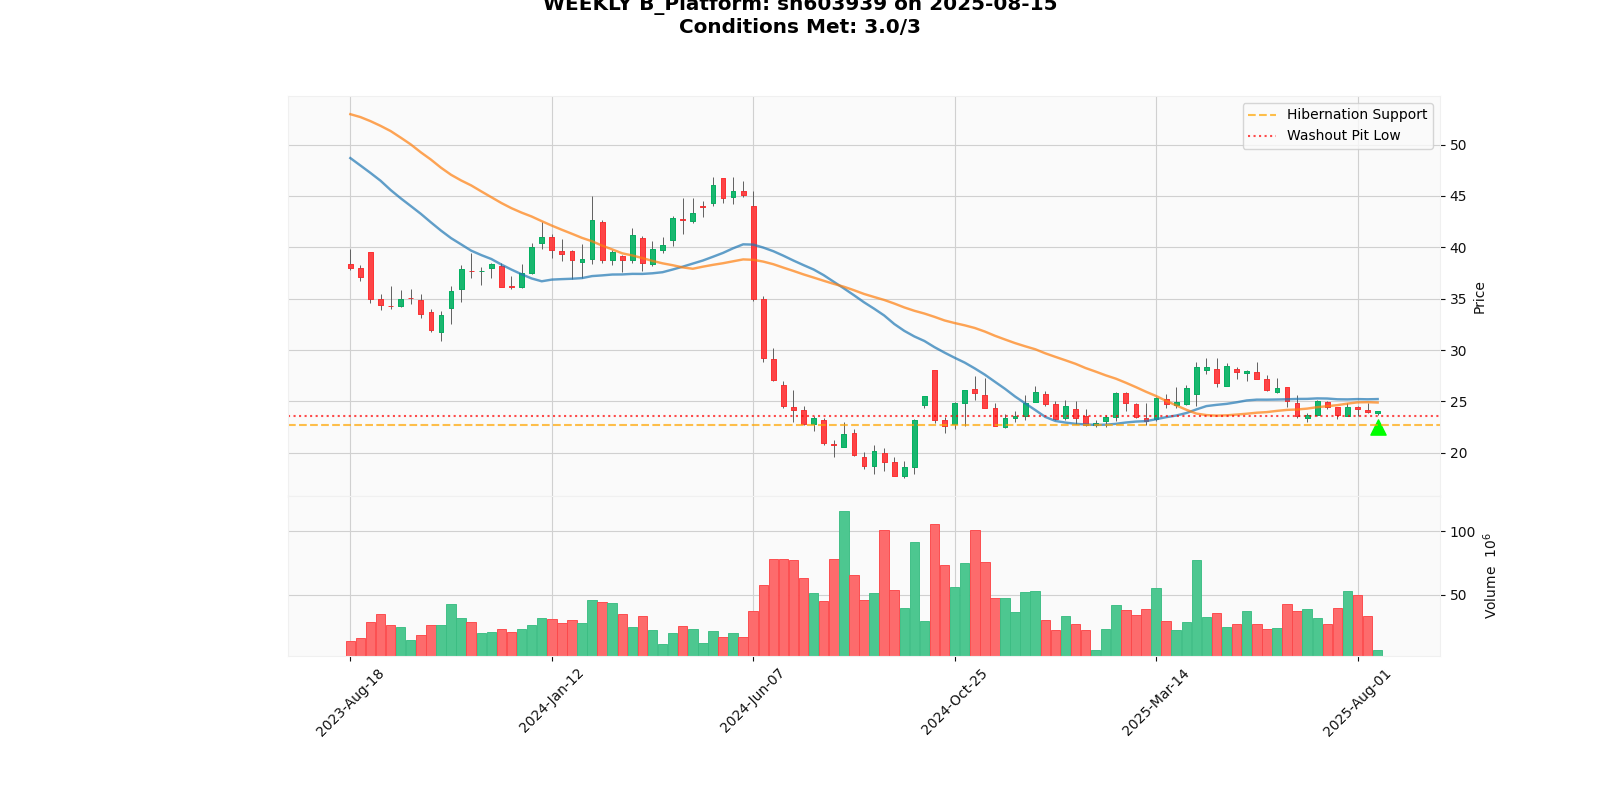 WEEKLY B_Platform: sh603939 on 2025-08-15
Conditions Met: 3.0/3
Hibernation Support
Washout Pit Low
50
45
40
35
30
25
20
Price
100
50
Volume 10⁶
2023-Aug-18
2024-Jan-12
2024-Jun-07
2024-Oct-25
2025-Mar-14
2025-Aug-01